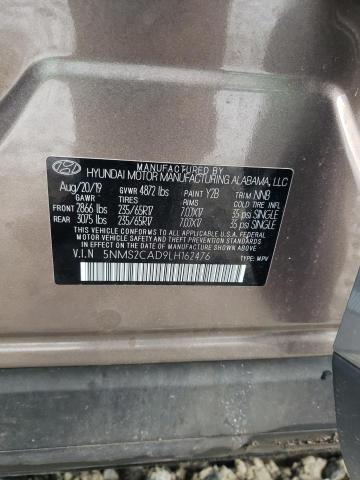 MANUFACTURED BY
HYUNDAI MOTOR MANUFACTURING ALABAMA, LLC
Aug/20/19 GVWR 4872 lbs PAINT Y2B TRIM NNB
GAWR TIRES RIMS COLD
FRONT 2866 lbs 235/65R17 7.0JX17 35 psi SINGLE
REAR 3075 lbs 235/65R17 7.0JX17 35 psi SINGLE
THIS VEHICLE CONFORMS TO ALL APPLICABLE
U.S. FEDERAL MOTOR VEHICLE SAFETY AND
THEFT PREVENTION STANDARDS IN EFFECT ON THE DATE
OF MANUFACTURE SHOWN ABOVE.
V.I.N 5NMS2CAD9LH162476 TYPE: MPV